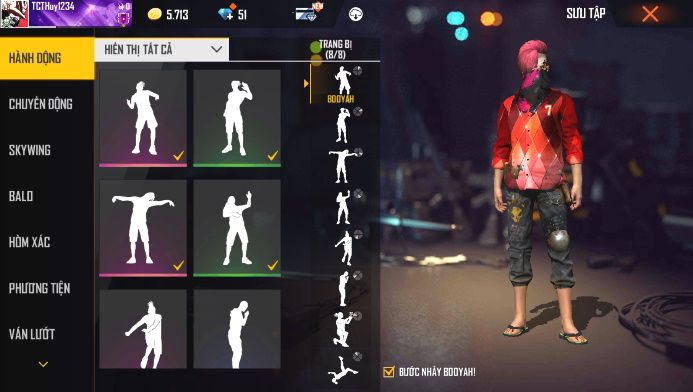 TCTHuy1234
0
5.713
51
NEW
SƯU TẬP
HÀNH ĐỘNG
CHUYỂN ĐỘNG
SKYWING
BALO
HÒM XÁC
PHƯƠNG TIỆN
VÁN LƯỚT
HIỂN THỊ TẤT CẢ
TRANG BỊ
(8/8)
BOOYAH
7
BƯỚC NHẢY BOOYAH!